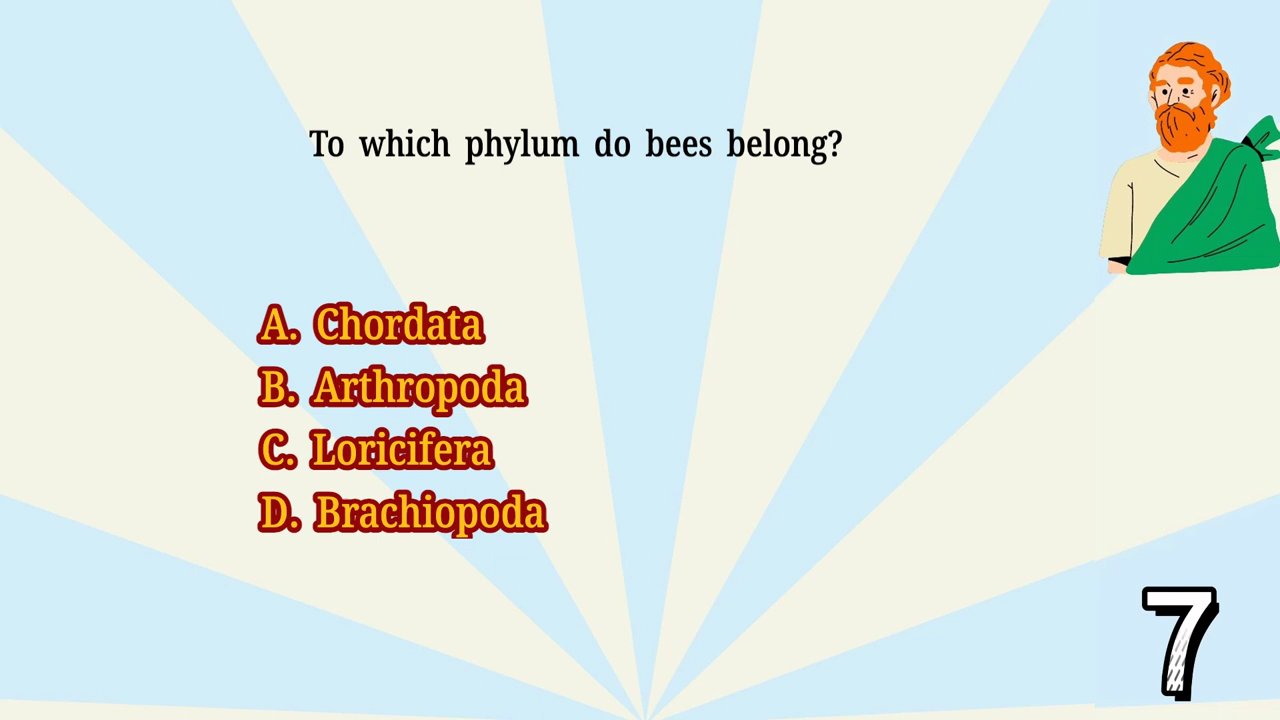 To which phylum do bees belong?
A. Chordata
B. Arthropoda
C. Loricifera
D. Brachiopoda
7